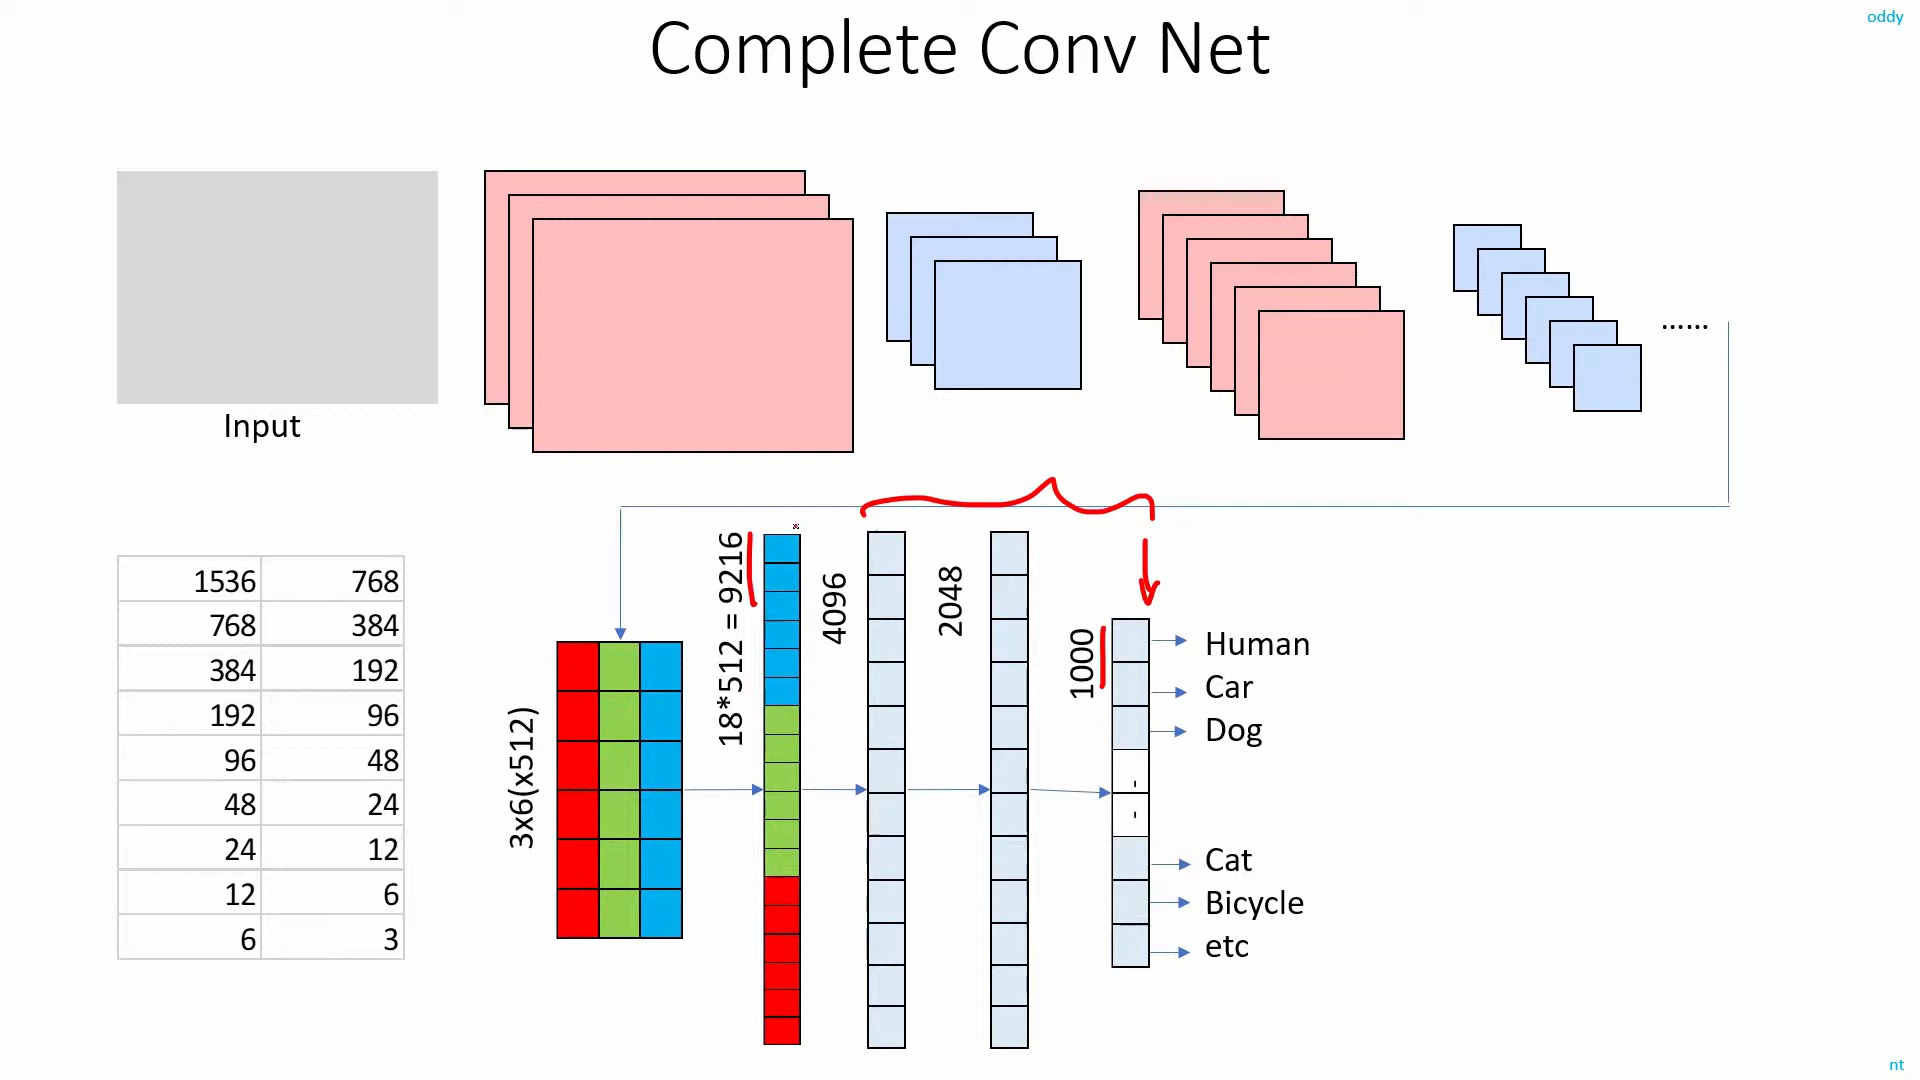 oddy
Complete Conv Net
Input
......
1536 768
768 384
384 192
192 96
96 48
48 24
24 12
12 6
6 3
3x6(x512)
18*512 = 9216
4096
2048
1000
Human
Car
Dog
-
-
Cat
Bicycle
etc
nt